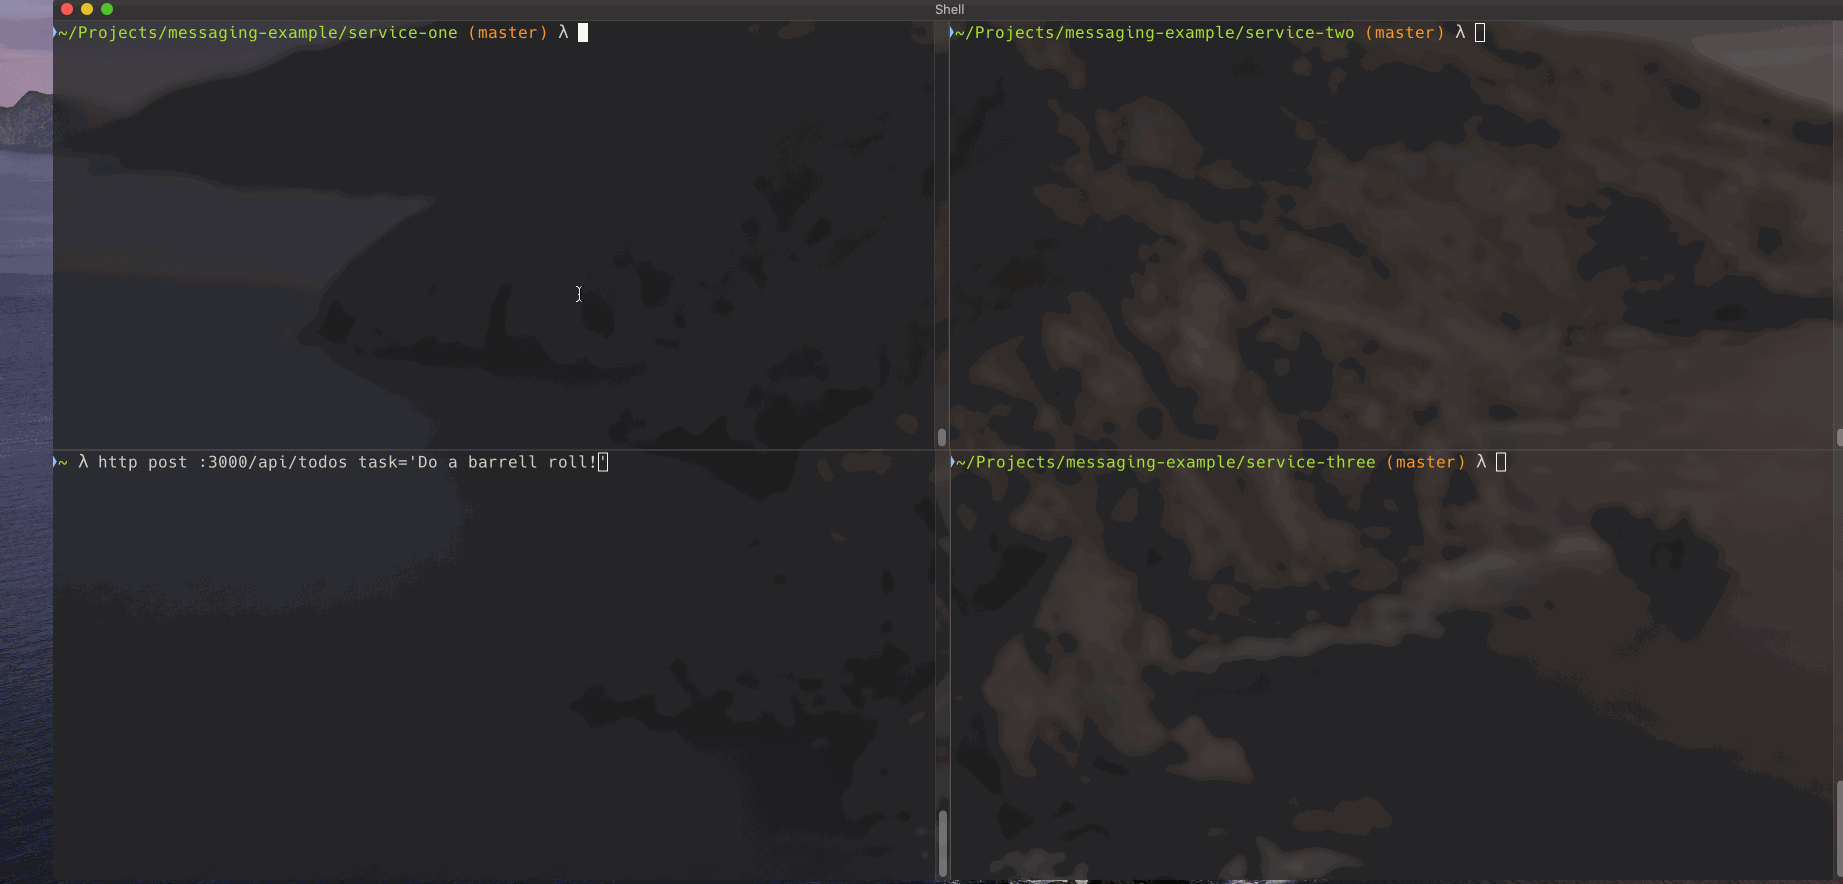 Shell
~/Projects/messaging-example/service-one (master) λ
~/Projects/messaging-example/service-two (master) λ
~ λ http post :3000/api/todos task='Do a barrell roll!'
~/Projects/messaging-example/service-three (master) λ